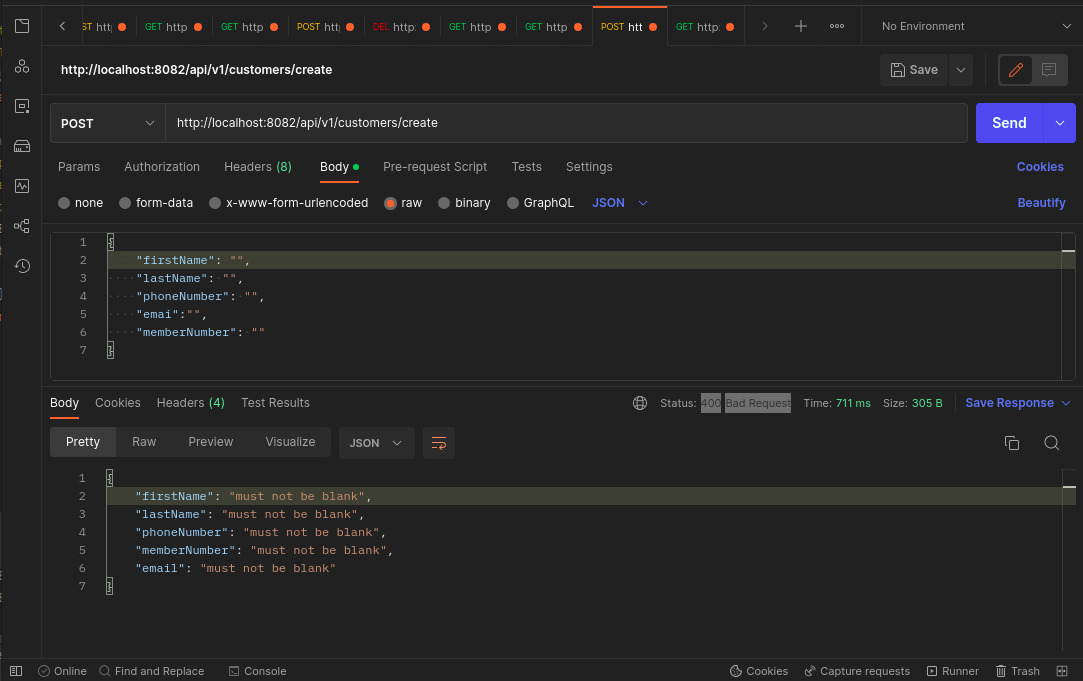 ST http GET http GET http POST http DEL http: GET http GET http: POST htt GET http: No Environment
http://localhost:8082/api/v1/customers/create Save
POST http://localhost:8082/api/v1/customers/create Send
Params Authorization Headers (8) Body Pre-request Script Tests Settings Cookies
none form-data x-www-form-urlencoded raw binary GraphQL JSON Beautify
1 {
2 "firstName": "",
3 "lastName": "",
4 "phoneNumber": "",
5 "emai":"",
6 "memberNumber": ""
7 }
Body Cookies Headers (4) Test Results Status: 400 Bad Request Time: 711 ms Size: 305 B Save Response
Pretty Raw Preview Visualize JSON
1 {
2 "firstName": "must not be blank",
3 "lastName": "must not be blank",
4 "phoneNumber": "must not be blank",
5 "memberNumber": "must not be blank",
6 "email": "must not be blank"
7 }
Online Find and Replace Console Cookies Capture requests Runner Trash